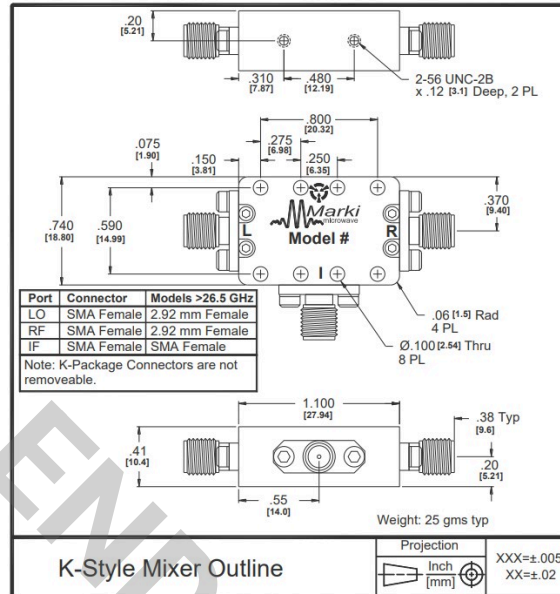 .20
[5.21]
.310
[7.87]
.480
[12.19]
2-56 UNC-2B
x .12 [3.1] Deep, 2 PL
.800
[20.32]
.075
[1.90]
.275
[6.98]
.150
[3.81]
.250
[6.35]
.740
[18.80]
.590
[14.99]
.370
[9.40]
Marki
microwave
L
Model #
R
I
.06 [1.5] Rad
4 PL
Ø.100 [2.54] Thru
8 PL
Port Connector Models >26.5 GHz
LO SMA Female 2.92 mm Female
RF SMA Female 2.92 mm Female
IF SMA Female SMA Female
Note: K-Package Connectors are not
removeable.
1.100
[27.94]
.38 Typ
[9.6]
.41
[10.4]
.20
[5.21]
.55
[14.0]
Weight: 25 gms typ
END
K-Style Mixer Outline
Projection
Inch
[mm]
XXX=±.005
XX=±.02